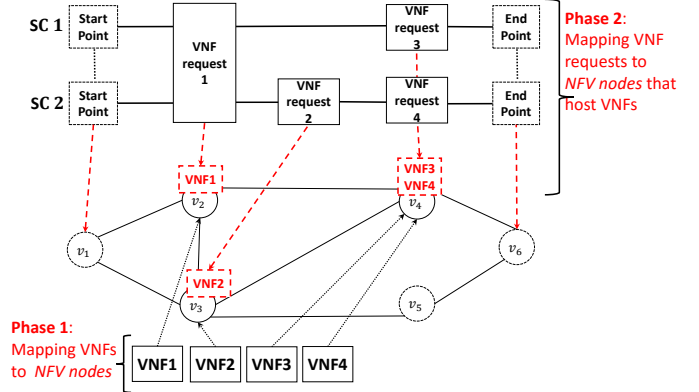 SC 1
Start
Point
VNF
request
1
VNF
request
3
End
Point
Phase 2:
Mapping VNF
requests to
NFV nodes that
host VNFs
SC 2
Start
Point
VNF
request
2
VNF
request
4
End
Point
VNF1
VNF3
VNF4
v2
v4
v1
v6
VNF2
v3
v5
Phase 1:
Mapping VNFs
to NFV nodes
VNF1
VNF2
VNF3
VNF4